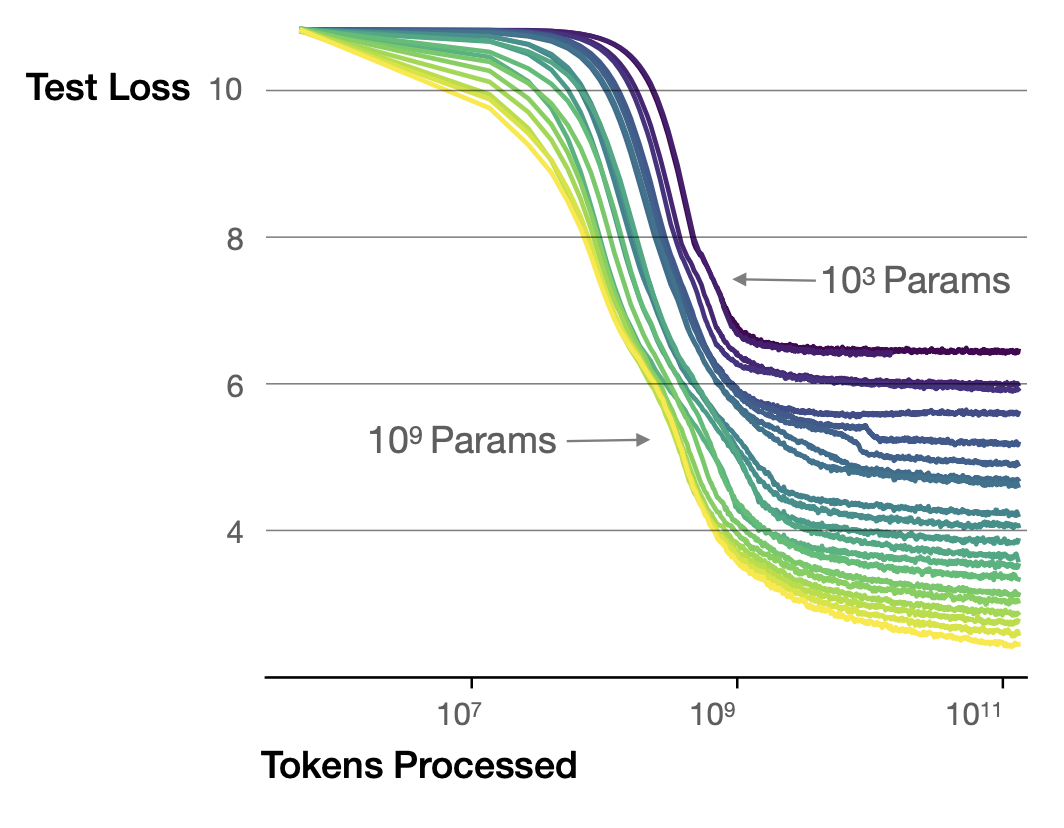 Test Loss 10
8
10³ Params
6
10⁹ Params
4
10⁷ 10⁹ 10¹¹
Tokens Processed